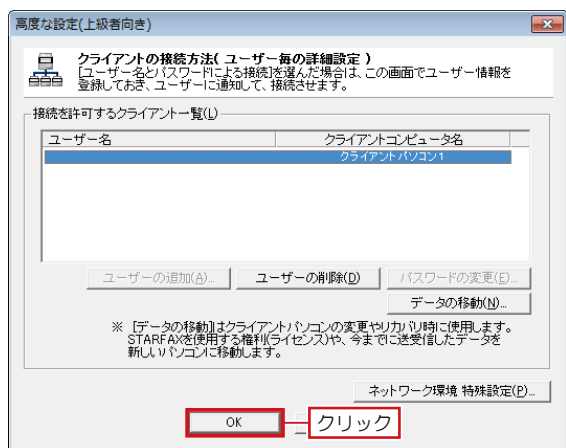 高度な設定(上級者向き)
クライアントの接続方法( ユーザー毎の詳細設定 )
[ユーザー名とパスワードによる接続]を選んだ場合は、この画面でユーザー情報を
登録しておき、ユーザーに通知して、接続させます。
接続を許可するクライアント一覧(L)
ユーザー名 クライアントコンピュータ名
クライアントパソコン1
ユーザーの追加(A)... ユーザーの削除(D) パスワードの変更(E)...
データの移動(N)...
※ [データの移動]はクライアントパソコンの変更やリカバリ時に使用します。
STARFAXを使用する権利(ライセンス)や、今までに送受信したデータを
新しいパソコンに移動します。
ネットワーク環境 特殊設定(P)...
OK クリック